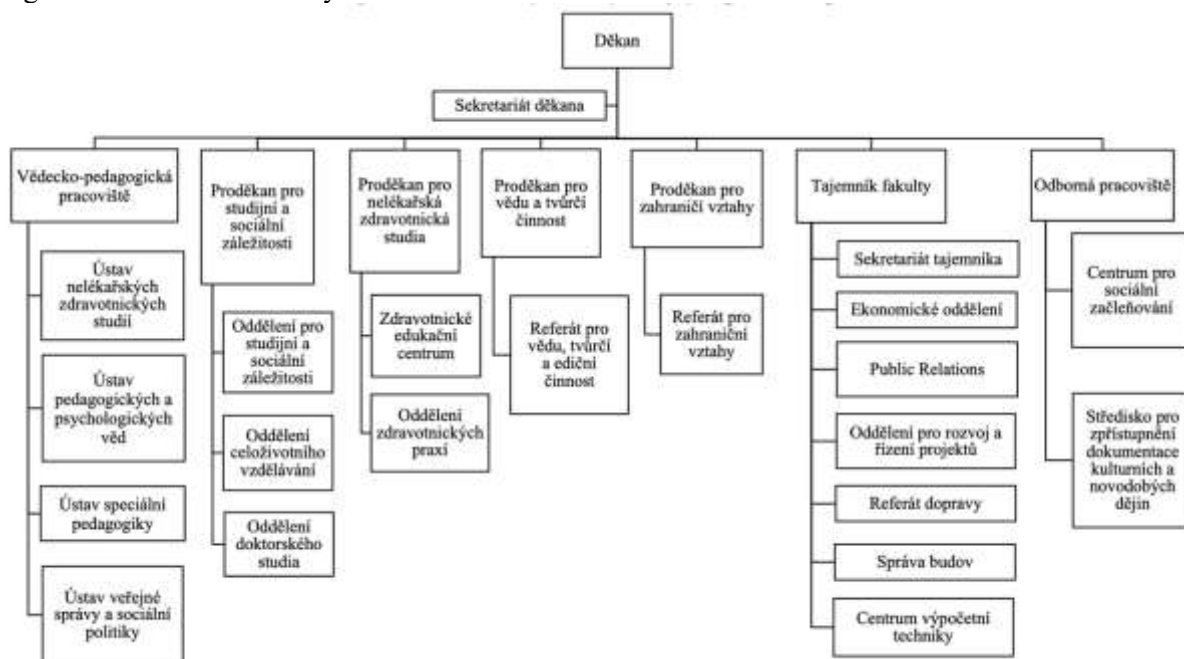 Děkan
Sekretariát děkana
Vědecko-pedagogická
pracoviště
Ústav
nelékařských
zdravotnických
studií
Ústav
pedagogických a
psychologických
věd
Ústav speciální
pedagogiky
Ústav veřejné
správy a sociální
politiky
Proděkan pro
studijní a
sociální
záležitosti
Oddělení pro
studijní a
sociální
záležitosti
Oddělení
celoživotního
vzdělávání
Oddělení
doktorského
studia
Proděkan pro
nelékařská
zdravotnická
studia
Zdravotnické
edukační
centrum
Oddělení
zdravotnických
praxí
Proděkan pro
vědu a tvůrčí
činnost
Referát pro
vědu, tvůrčí
a ediční
činnost
Proděkan pro
zahraničí vztahy
Referát pro
zahraniční
vztahy
Tajemník fakulty
Sekretariát tajemníka
Ekonomické oddělení
Public Relations
Oddělení pro rozvoj a
řízení projektů
Referát dopravy
Správa budov
Centrum výpočetní
techniky
Odborná pracoviště
Centrum pro
sociální
začleňování
Středisko pro
zpřístupnění
dokumentace
kulturních a
novodobých
dějin